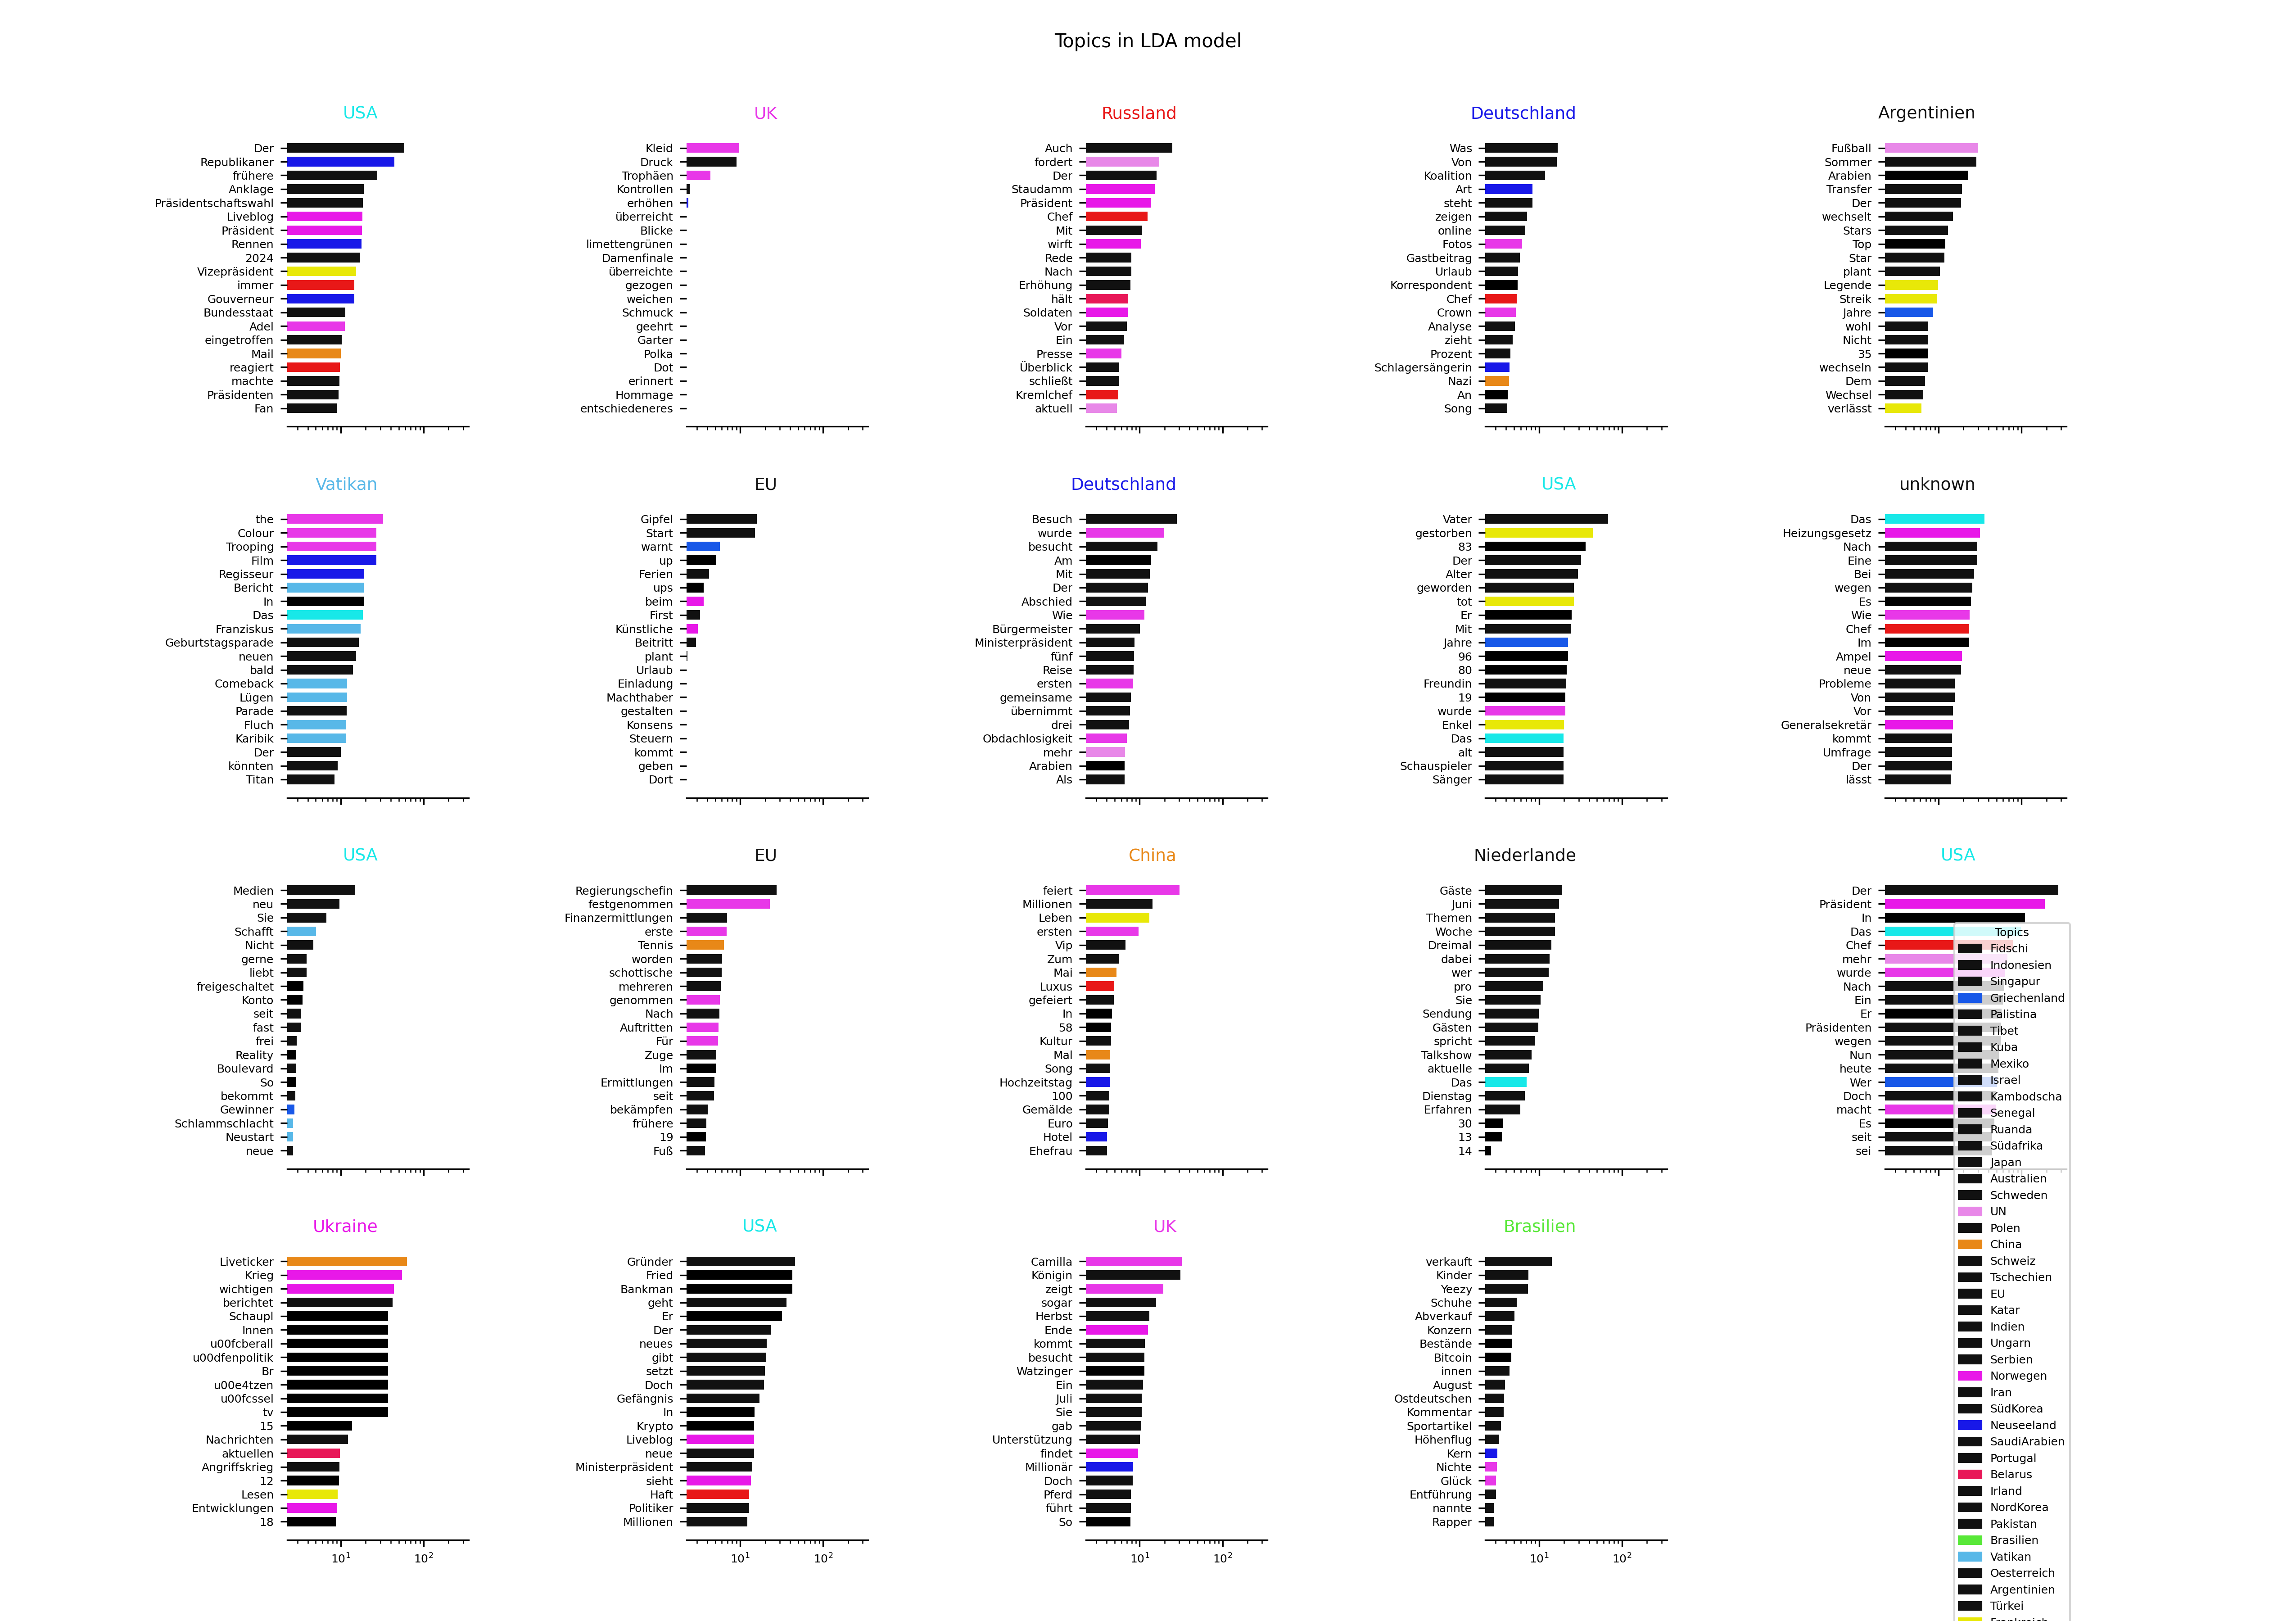 Topics in LDA model
USA
Der
Republikaner
frühere
Anklage
Präsidentschaftswahl
Liveblog
Präsident
Rennen
2024
Vizepräsident
immer
Gouverneur
Bundesstaat
Adel
eingetroffen
Mail
reagiert
machte
Präsidenten
Fan
UK
Kleid
Druck
Trophäen
Kontrollen
erhöhen
überreicht
Blicke
limettengrünen
Damenfinale
überreichte
gezogen
weichen
Schmuck
geehrt
Garter
Polka
Dot
erinnert
Hommage
entschiedeneres
Russland
Auch
fordert
Der
Staudamm
Präsident
Chef
Mit
wirft
Rede
Nach
Erhöhung
hält
Soldaten
Vor
Ein
Presse
Überblick
schließt
Kremlchef
aktuell
Deutschland
Was
Von
Koalition
Art
steht
zeigen
online
Fotos
Gastbeitrag
Urlaub
Korrespondent
Chef
Crown
Analyse
zieht
Prozent
Schlagersängerin
Nazi
An
Song
Argentinien
Fußball
Sommer
Arabien
Transfer
Der
wechselt
Stars
Top
Star
plant
Legende
Streik
Jahre
wohl
Nicht
35
wechseln
Dem
Wechsel
verlässt
Vatikan
the
Colour
Trooping
Film
Regisseur
Bericht
In
Das
Franziskus
Geburtstagsparade
neuen
bald
Comeback
Lügen
Parade
Fluch
Karibik
Der
könnten
Titan
EU
Gipfel
Start
warnt
up
Ferien
ups
beim
First
Künstliche
Beitritt
plant
Urlaub
Einladung
Machthaber
gestalten
Konsens
Steuern
kommt
geben
Dort
Deutschland
Besuch
wurde
besucht
Am
Mit
Der
Abschied
Wie
Bürgermeister
Ministerpräsident
fünf
Reise
ersten
gemeinsame
übernimmt
drei
Obdachlosigkeit
mehr
Arabien
Als
USA
Vater
gestorben
83
Der
Alter
geworden
tot
Er
Mit
Jahre
96
80
Freundin
19
wurde
Enkel
Das
alt
Schauspieler
Sänger
unknown
Das
Heizungsgesetz
Nach
Eine
Bei
wegen
Es
Wie
Chef
Im
Ampel
neue
Probleme
Von
Vor
Generalsekretär
kommt
Umfrage
Der
lässt
USA
Medien
neu
Sie
Schafft
Nicht
gerne
liebt
freigeschaltet
Konto
seit
fast
frei
Reality
Boulevard
So
bekommt
Gewinner
Schlammschlacht
Neustart
neue
EU
Regierungschefin
festgenommen
Finanzermittlungen
erste
Tennis
worden
schottische
mehreren
genommen
Nach
Auftritten
Für
Zuge
Im
Ermittlungen
seit
bekämpfen
frühere
19
Fuß
China
feiert
Millionen
Leben
ersten
Vip
Zum
Mai
Luxus
gefeiert
In
58
Kultur
Mal
Song
Hochzeitstag
100
Gemälde
Euro
Hotel
Ehefrau
Niederlande
Gäste
Juni
Themen
Woche
Dreimal
dabei
wer
pro
Sie
Sendung
Gästen
spricht
Talkshow
aktuelle
Das
Dienstag
Erfahren
30
13
14
USA
Der
Präsident
In
Das
Chef
mehr
wurde
Nach
Ein
Er
Präsidenten
wegen
Nun
heute
Wer
Doch
macht
Es
seit
sei
Ukraine
Liveticker
Krieg
wichtigen
berichtet
Schaupl
Innen
u00fcberall
u00dfenpolitik
Br
u00e4tzen
u00fcssel
tv
15
Nachrichten
aktuellen
Angriffskrieg
12
Lesen
Entwicklungen
18
10¹ 10²
USA
Gründer
Fried
Bankman
geht
Er
Der
neues
gibt
setzt
Doch
Gefängnis
In
Krypto
Liveblog
neue
Ministerpräsident
sieht
Haft
Politiker
Millionen
10¹ 10²
UK
Camilla
Königin
zeigt
sogar
Herbst
Ende
kommt
besucht
Watzinger
Ein
Juli
Sie
gab
Unterstützung
findet
Millionär
Doch
Pferd
führt
So
10¹ 10²
Brasilien
verkauft
Kinder
Yeezy
Schuhe
Abverkauf
Konzern
Bestände
Bitcoin
innen
August
Ostdeutschen
Kommentar
Sportartikel
Höhenflug
Kern
Nichte
Glück
Entführung
nannte
Rapper
10¹ 10²
Topics
Fidschi
Indonesien
Singapur
Griechenland
Palistina
Tibet
Kuba
Mexiko
Israel
Kambodscha
Senegal
Ruanda
Südafrika
Japan
Australien
Schweden
UN
Polen
China
Schweiz
Tschechien
EU
Katar
Indien
Ungarn
Serbien
Norwegen
Iran
SüdKorea
Neuseeland
SaudiArabien
Portugal
Belarus
Irland
NordKorea
Pakistan
Brasilien
Vatikan
Oesterreich
Argentinien
Türkei
Frankreich